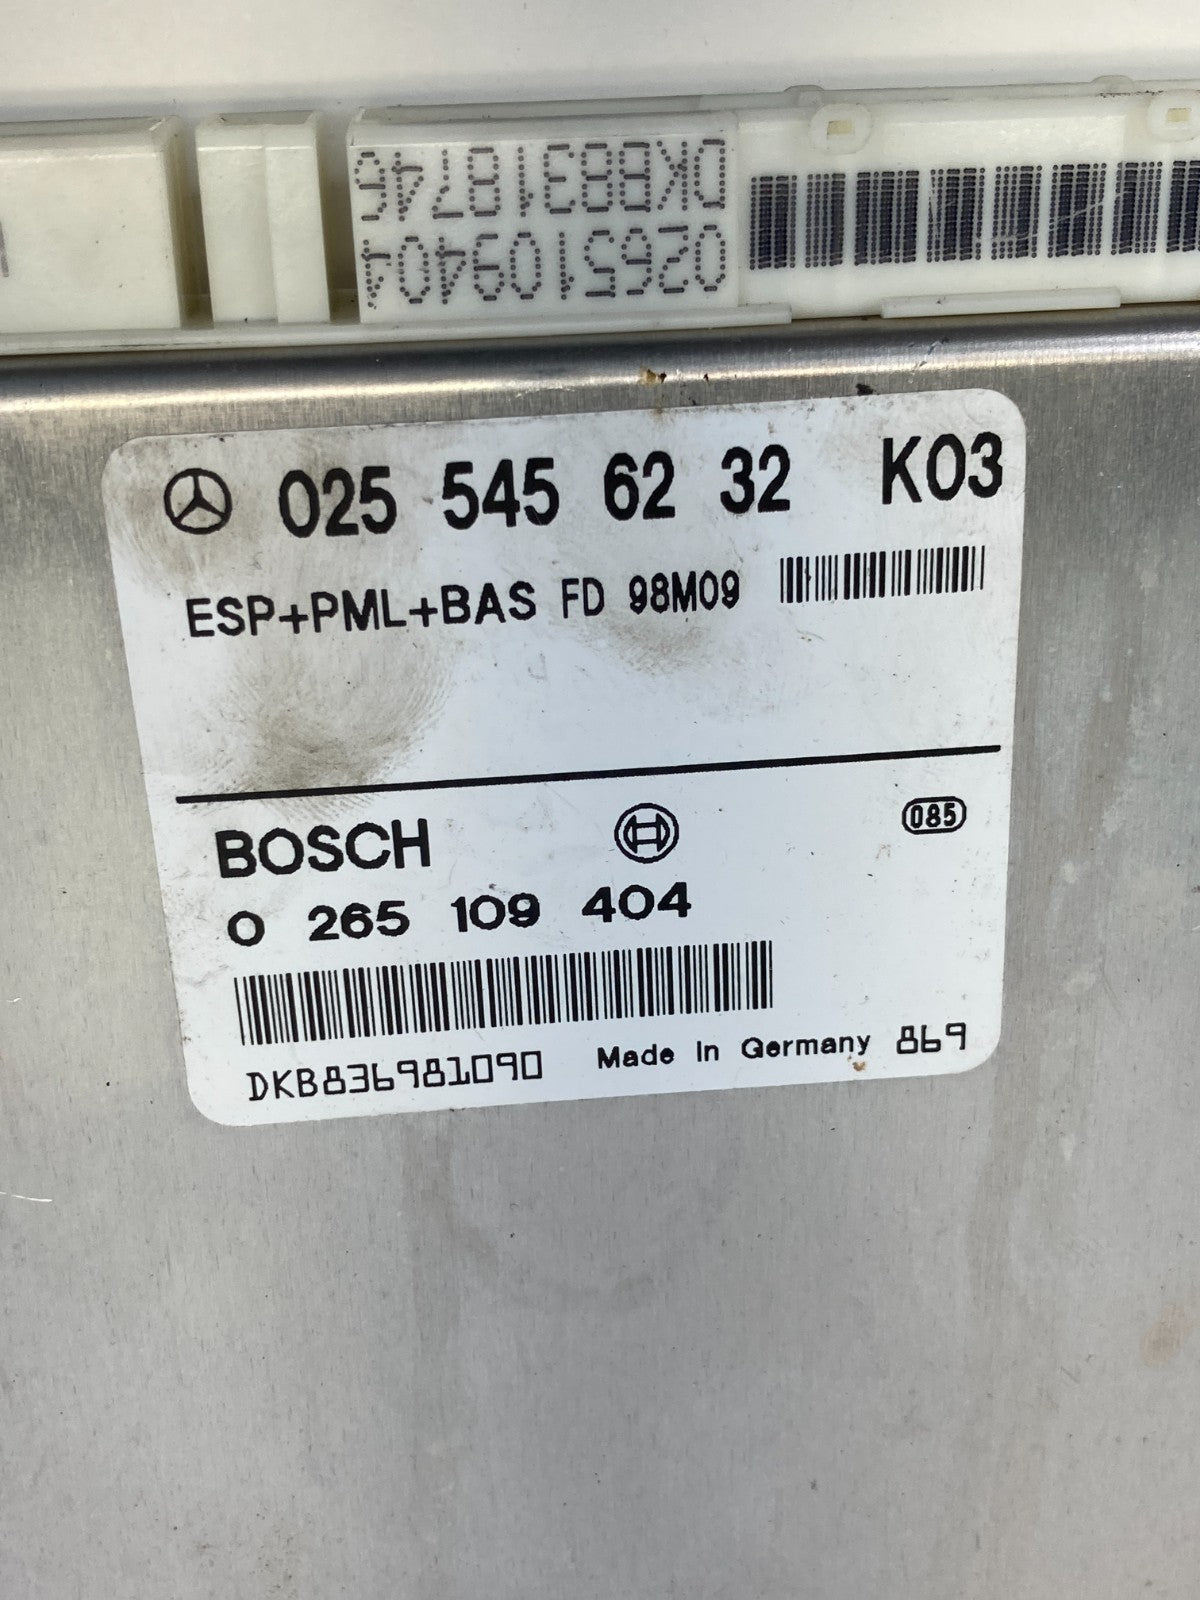 DKB8318746
0265109404
025 545 62 32 K03
ESP+PML+BAS FD 98M09
BOSCH
085
0 265 109 404
DKB836981090 Made in Germany 869